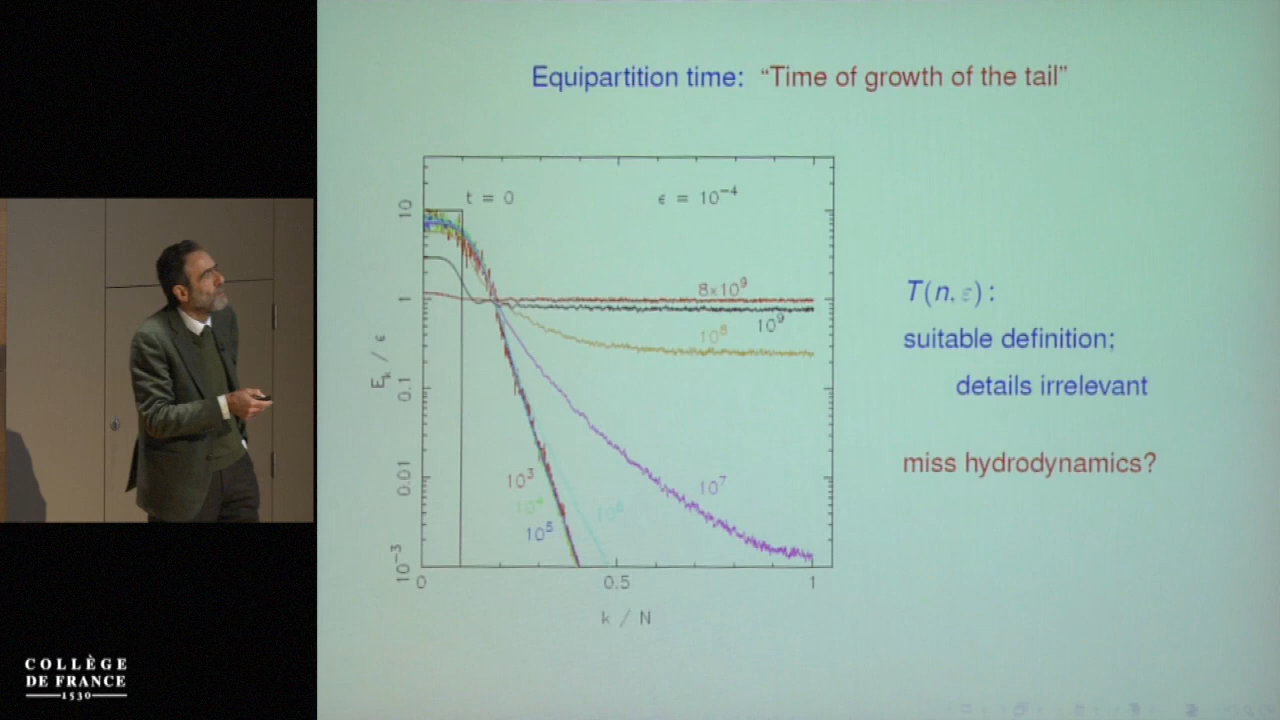 Equipartition time: “Time of growth of the tail”
t = 0
ϵ = 10⁻⁴
10
1
0.1
0.01
10⁻³
E_k / ϵ
8×10⁹
10⁹
10⁸
10⁷
10³
10⁴
10⁶
10⁵
0
0.5
1
k / N
T(n, ε) :
suitable definition;
details irrelevant
miss hydrodynamics?
COLLÈGE
DE FRANCE
1530